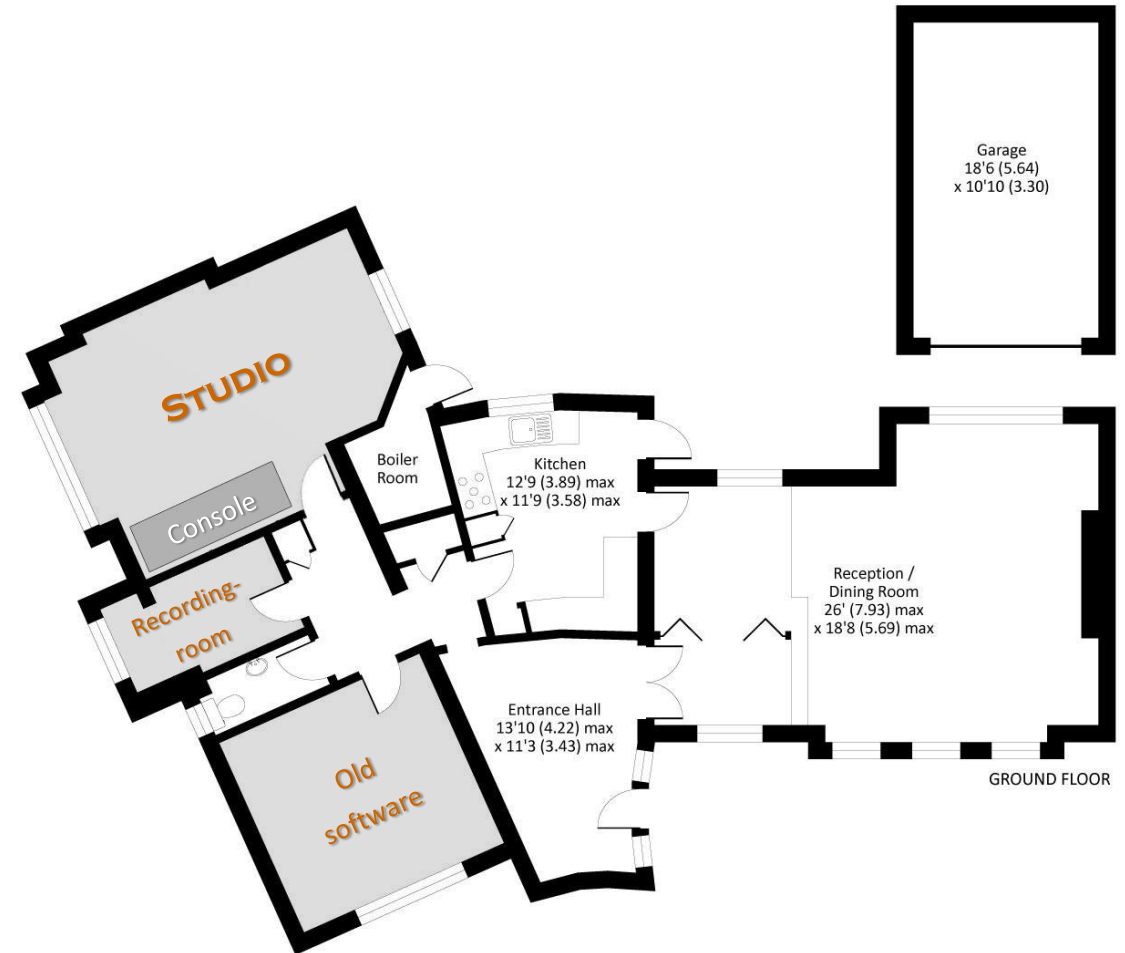 Garage
18'6 (5.64)
x 10'10 (3.30)
STUDIO
Console
Boiler
Room
Kitchen
12'9 (3.89) max
x 11'9 (3.58) max
Recording-
room
Reception /
Dining Room
26' (7.93) max
x 18'8 (5.69) max
Entrance Hall
13'10 (4.22) max
x 11'3 (3.43) max
Old
software
GROUND FLOOR